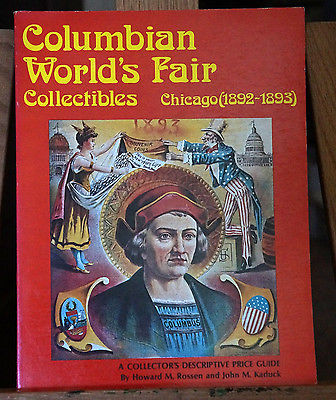 Columbian
World's Fair
Collectibles Chicago(1892-1893)
1893
SOUVENIR
COLUMBUS
A COLLECTOR'S DESCRIPTIVE PRICE GUIDE
By Howard M. Rossen and John M. Kaduck